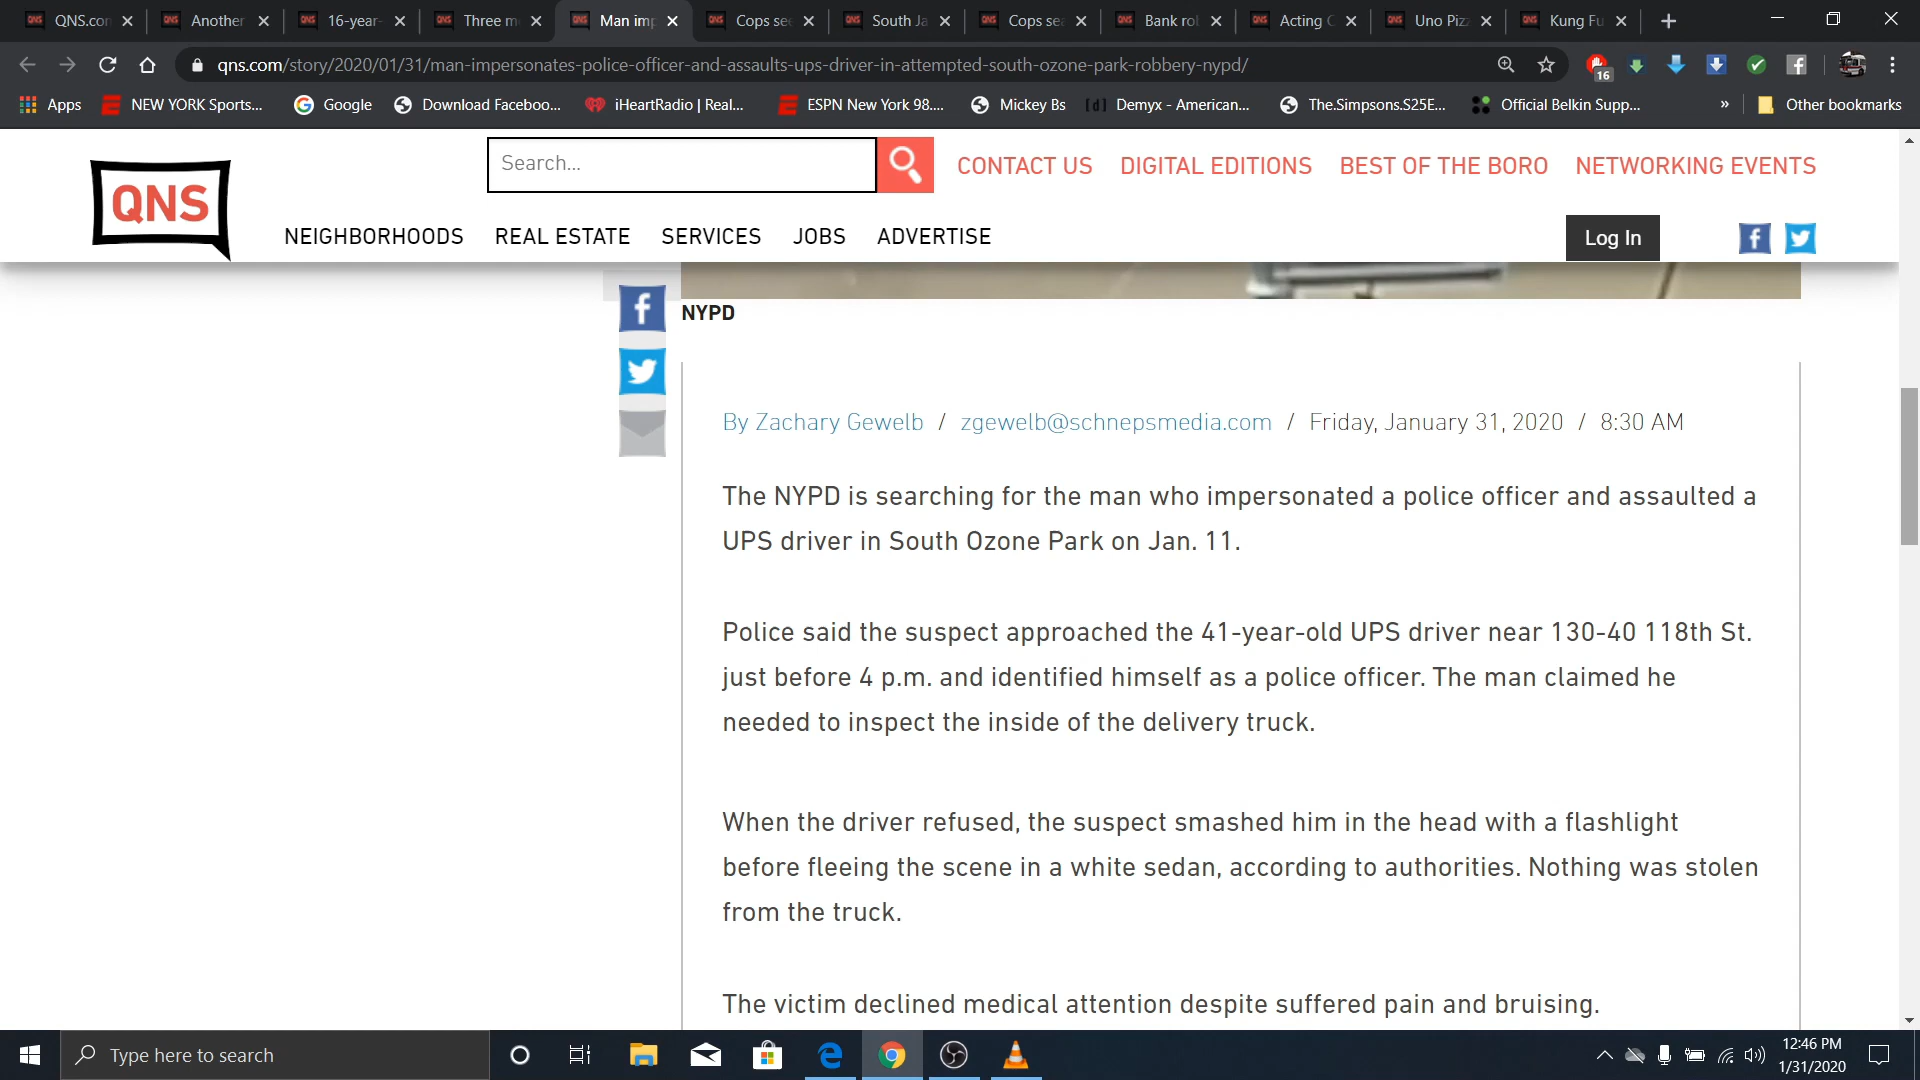 QNS.con
Another
16-year-
Three m
Man imp
Cops see
South Ja
Cops sea
Bank rol
Acting C
Uno Pizz
Kung Fu
qns.com/story/2020/01/31/man-impersonates-police-officer-and-assaults-ups-driver-in-attempted-south-ozone-park-robbery-nypd/
16
Apps
NEW YORK Sports...
Google
Download Faceboo...
iHeartRadio | Real...
ESPN New York 98....
Mickey Bs
Demyx - American...
The.Simpsons.S25E...
Official Belkin Supp...
»
Other bookmarks
QNS
Search...
CONTACT US
DIGITAL EDITIONS
BEST OF THE BORO
NETWORKING EVENTS
NEIGHBORHOODS
REAL ESTATE
SERVICES
JOBS
ADVERTISE
Log In
NYPD
By Zachary Gewelb / zgewelb@schnepsmedia.com / Friday, January 31, 2020 / 8:30 AM
The NYPD is searching for the man who impersonated a police officer and assaulted a
UPS driver in South Ozone Park on Jan. 11.
Police said the suspect approached the 41-year-old UPS driver near 130-40 118th St.
just before 4 p.m. and identified himself as a police officer. The man claimed he
needed to inspect the inside of the delivery truck.
When the driver refused, the suspect smashed him in the head with a flashlight
before fleeing the scene in a white sedan, according to authorities. Nothing was stolen
from the truck.
The victim declined medical attention despite suffered pain and bruising.
Type here to search
12:46 PM
1/31/2020